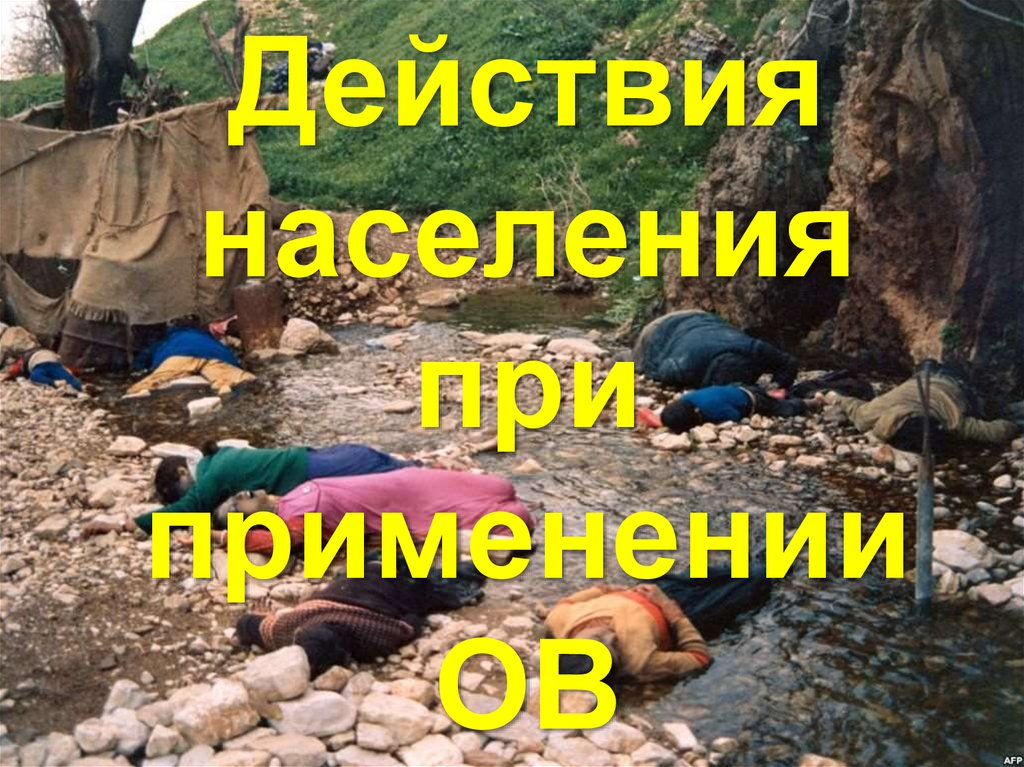 Действия
населения
при
применении
ОВ
AFP